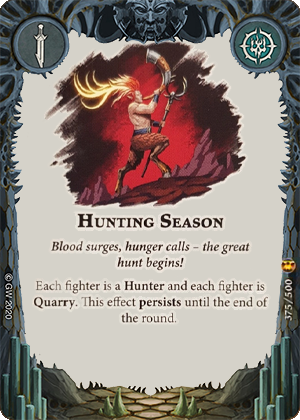 HUNTING SEASON
Blood surges, hunger calls – the great
hunt begins!
Each fighter is a Hunter and each fighter is
Quarry. This effect persists until the end of
the round.
© GW 2020
375/500